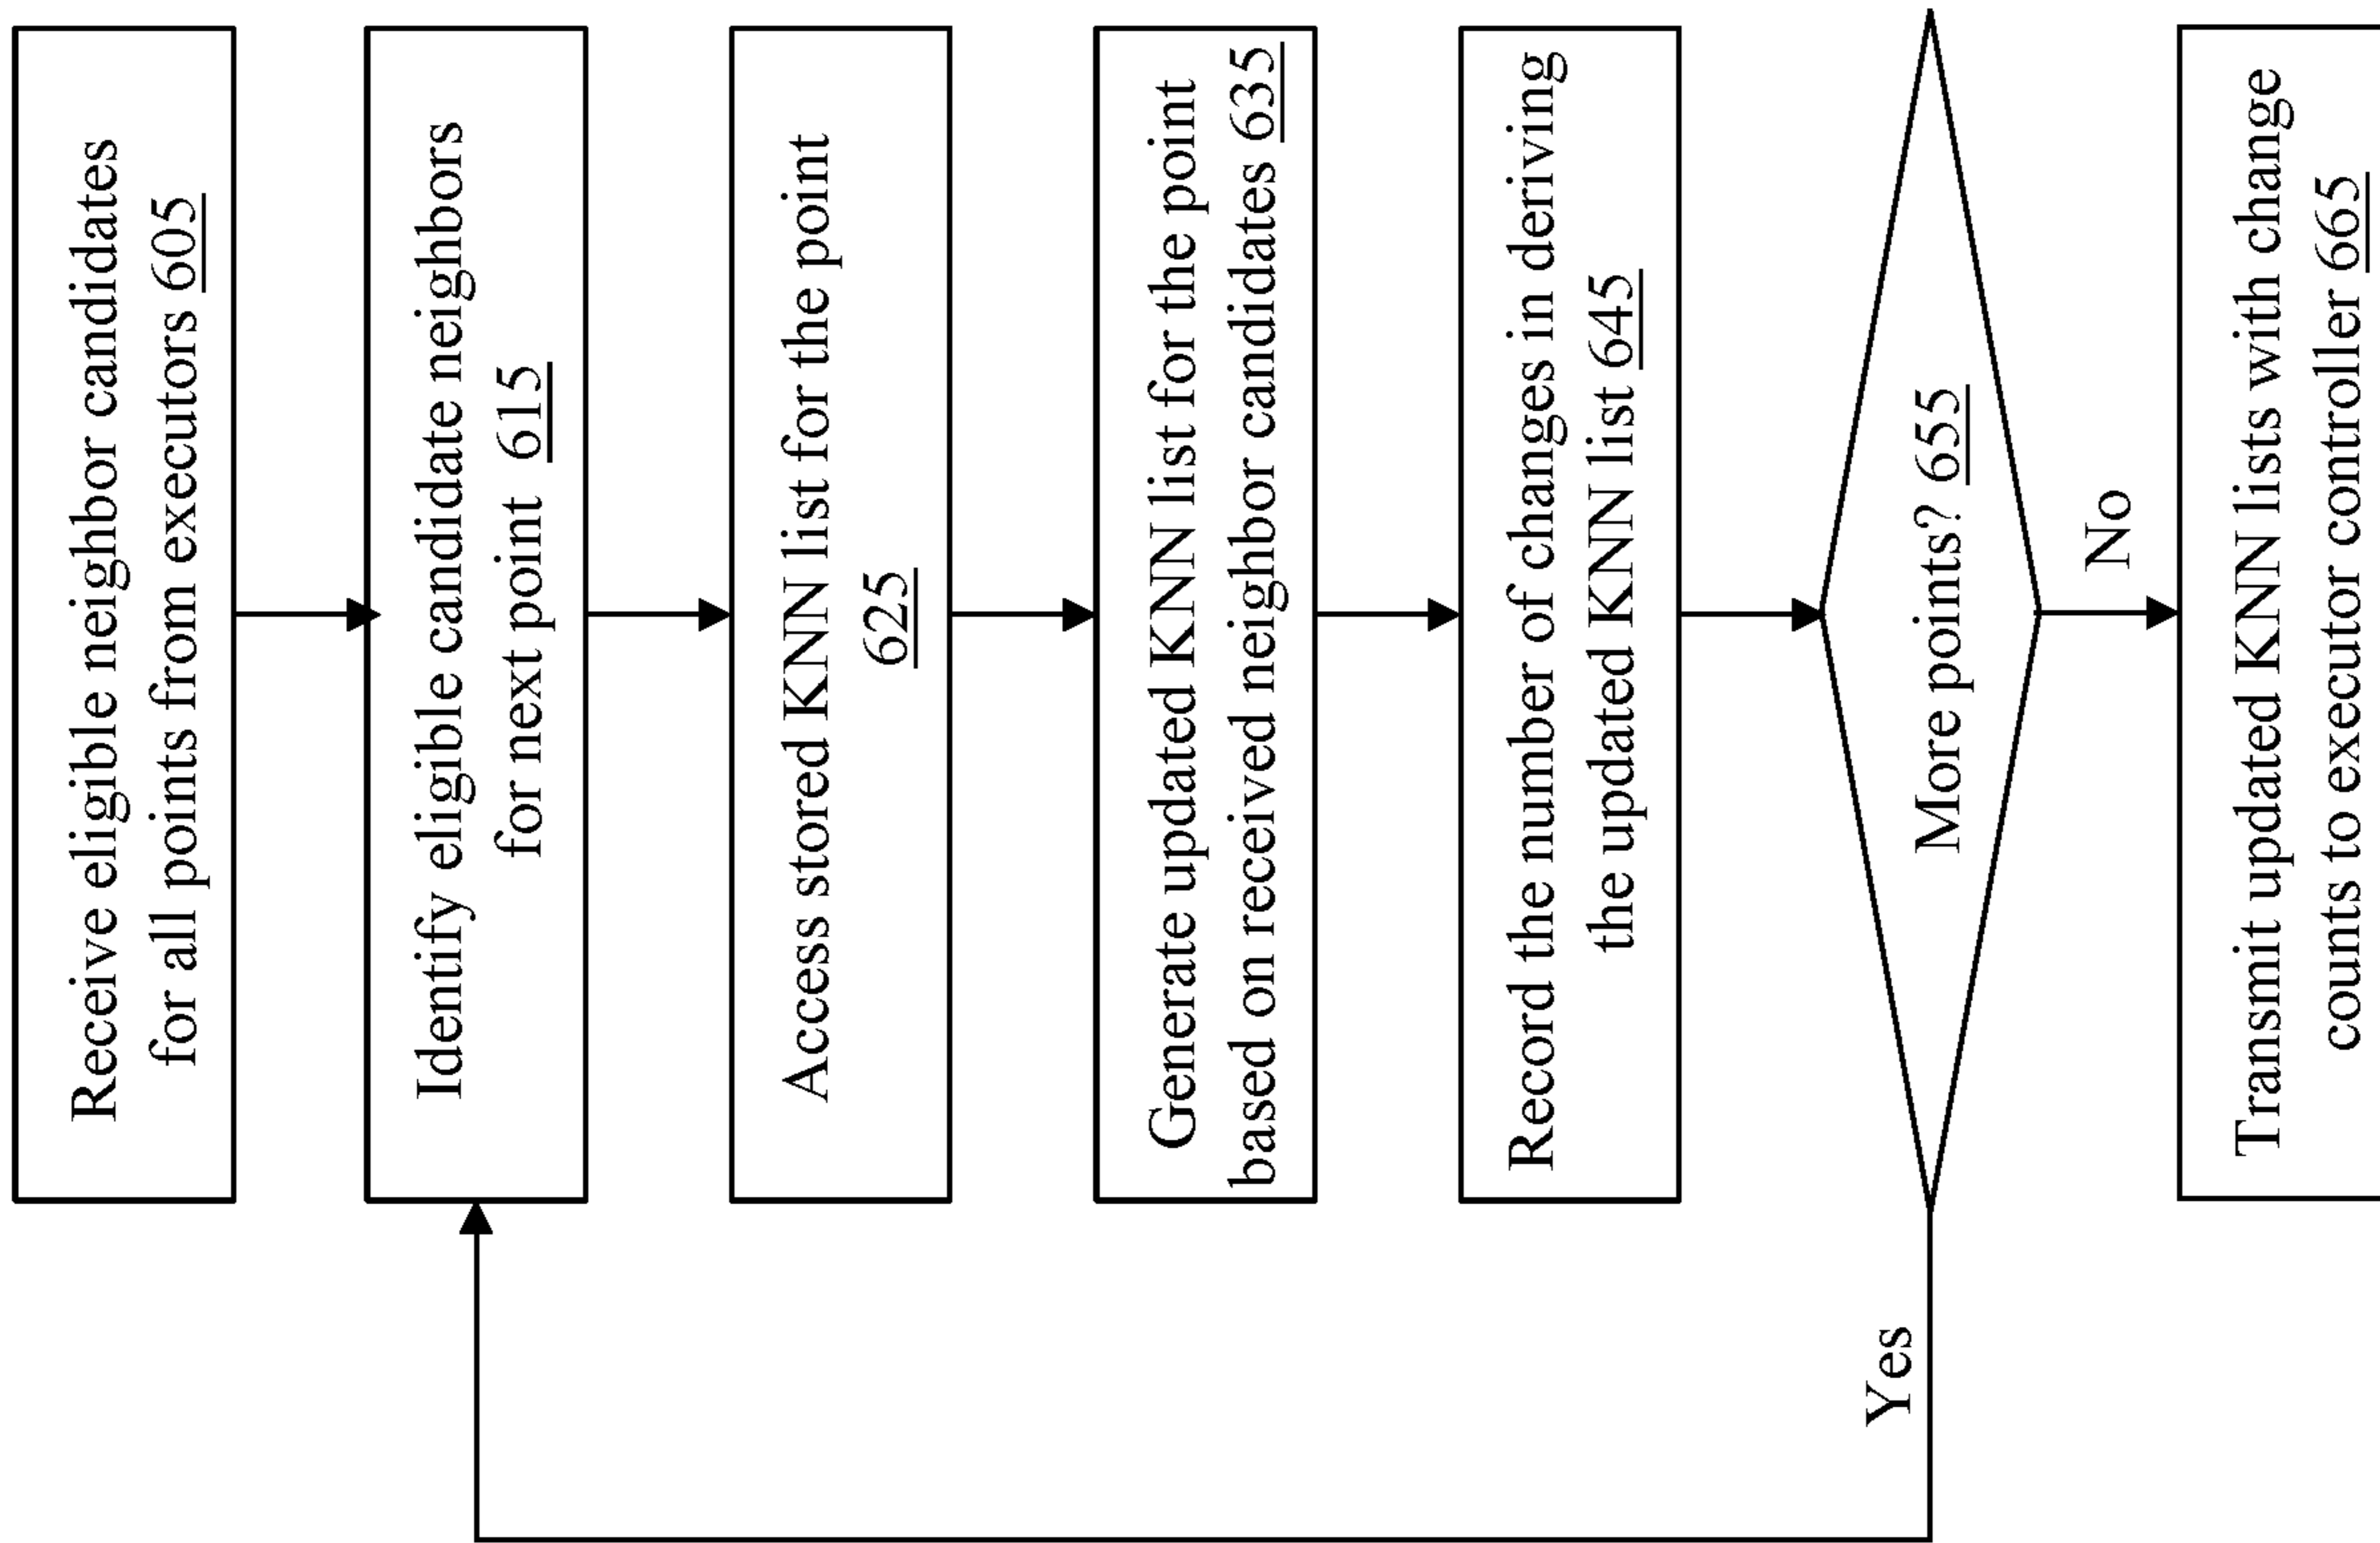 Receive eligible neighbor candidates
for all points from executors 605
Identify eligible candidate neighbors
for next point 615
Access stored KNN list for the point
625
Generate updated KNN list for the point
based on received neighbor candidates 635
Record the number of changes in deriving
the updated KNN list 645
More points? 655
Yes
No
Transmit updated KNN lists with change
counts to executor controller 665